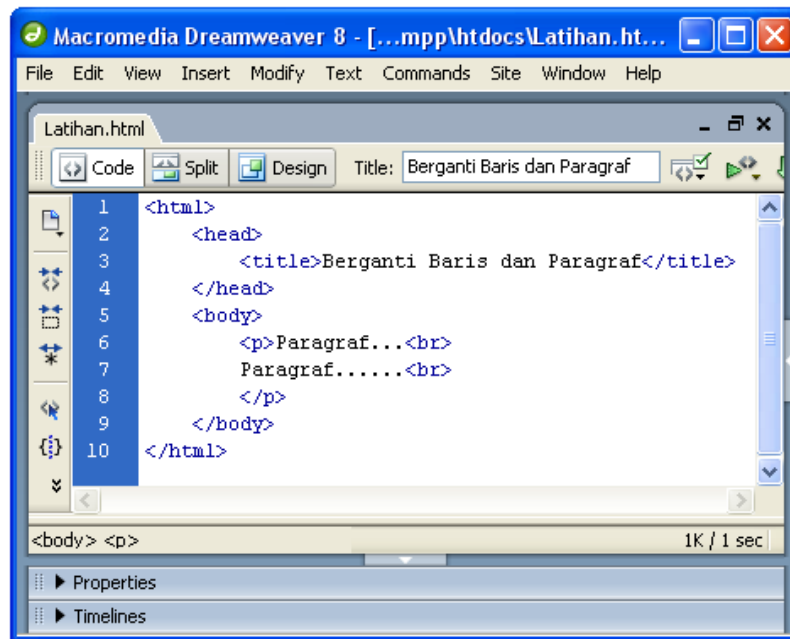 Macromedia Dreamweaver 8 - [...mpp\htdocs\Latihan.ht...
File Edit View Insert Modify Text Commands Site Window Help
Latihan.html
Code Split Design Title: Berganti Baris dan Paragraf
1 <html>
2 <head>
3 <title>Berganti Baris dan Paragraf</title>
4 </head>
5 <body>
6 <p>Paragraf...<br>
7 Paragraf......<br>
8 </p>
9 </body>
10 </html>
<body> <p> 1K / 1 sec
Properties
Timelines